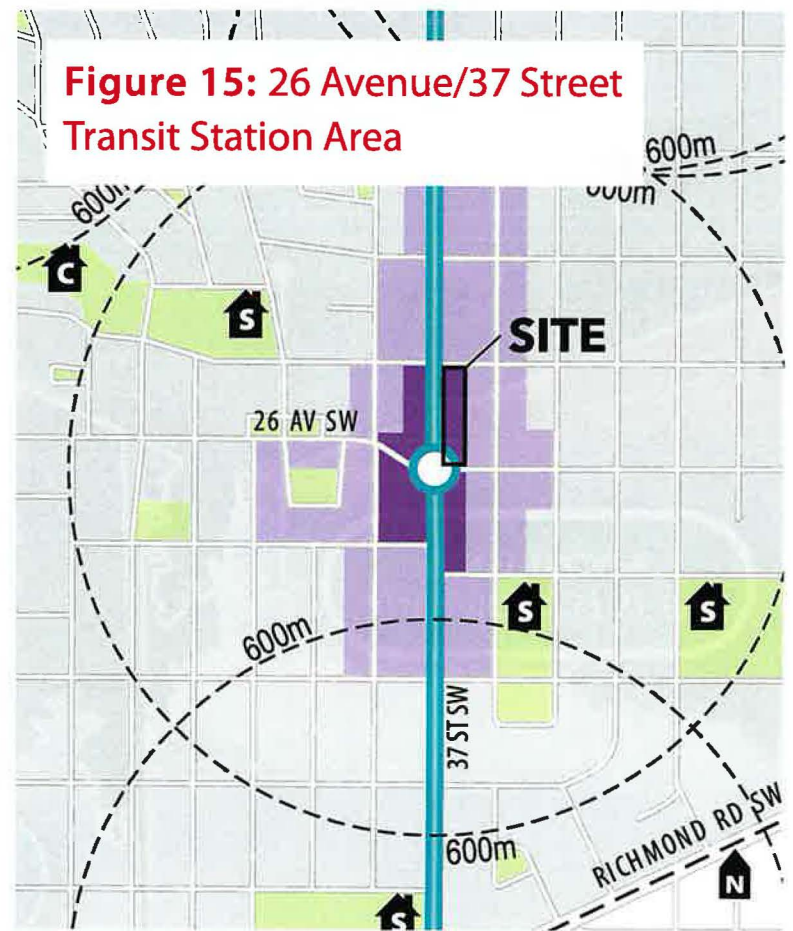 Figure 15: 26 Avenue/37 Street
Transit Station Area
600m
600m
600m
C
S
SITE
26 AV SW
S
S
600m
37 ST SW
600m
RICHMOND RD SW
N
S